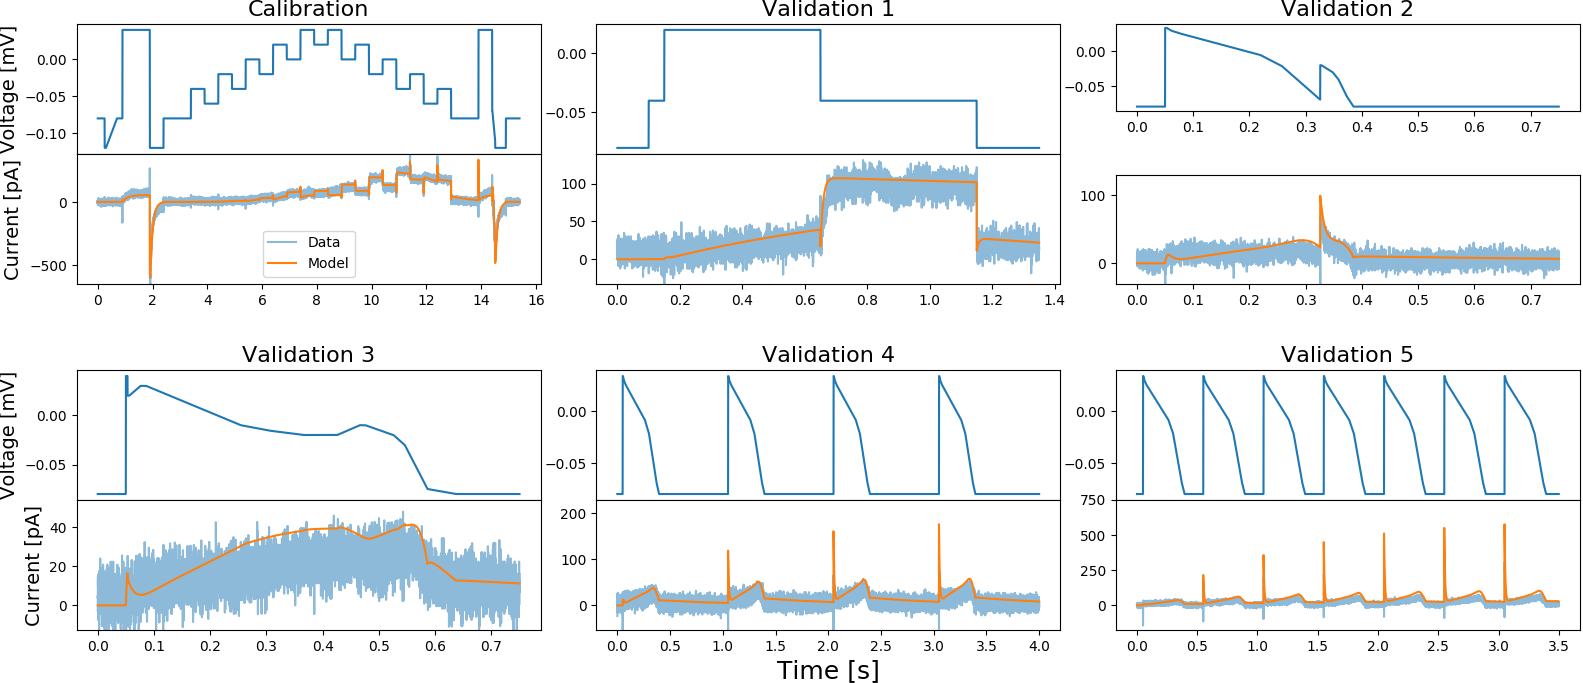 Calibration
Validation 1
Validation 2
Voltage [mV]
0.00
−0.05
−0.10
0.00
−0.05
0.00
−0.05
0.0 0.1 0.2 0.3 0.4 0.5 0.6 0.7
Current [pA]
0
−500
Data
Model
0 2 4 6 8 10 12 14 16
100
50
0
0.0 0.2 0.4 0.6 0.8 1.0 1.2 1.4
100
0
0.0 0.1 0.2 0.3 0.4 0.5 0.6 0.7
Validation 3
Validation 4
Validation 5
Voltage [mV]
0.00
−0.05
0.00
−0.05
0.00
−0.05
Current [pA]
40
20
0
0.0 0.1 0.2 0.3 0.4 0.5 0.6 0.7
200
100
0
0.0 0.5 1.0 1.5 2.0 2.5 3.0 3.5 4.0
750
500
250
0
0.0 0.5 1.0 1.5 2.0 2.5 3.0 3.5
Time [s]